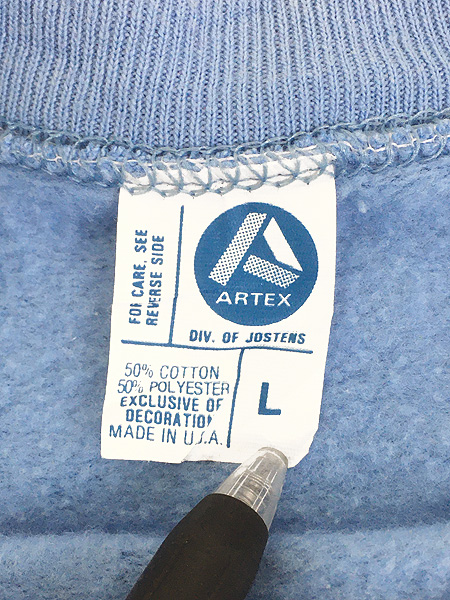 FOR CARE, SEE
REVERSE SIDE
ARTEX
DIV. OF JOSTENS
50% COTTON
50% POLYESTER
EXCLUSIVE OF
DECORATION
MADE IN U.S.A.
L